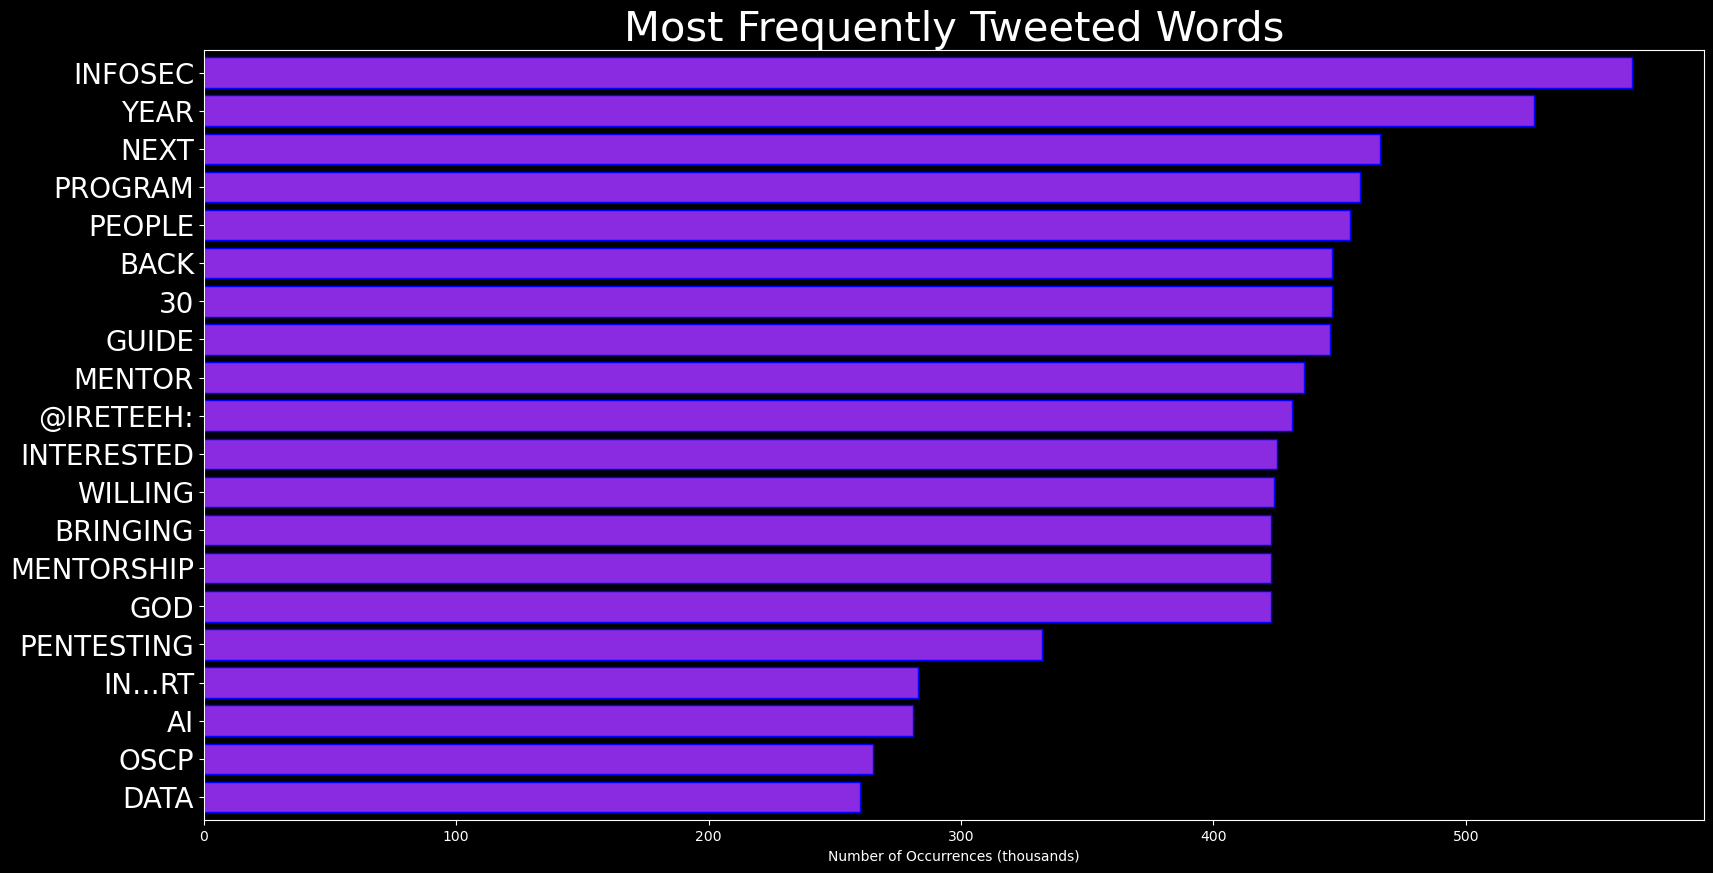 Most Frequently Tweeted Words
INFOSEC
YEAR
NEXT
PROGRAM
PEOPLE
BACK
30
GUIDE
MENTOR
@IRETEEH:
INTERESTED
WILLING
BRINGING
MENTORSHIP
GOD
PENTESTING
IN…RT
AI
OSCP
DATA
0 100 200 300 400 500
Number of Occurrences (thousands)